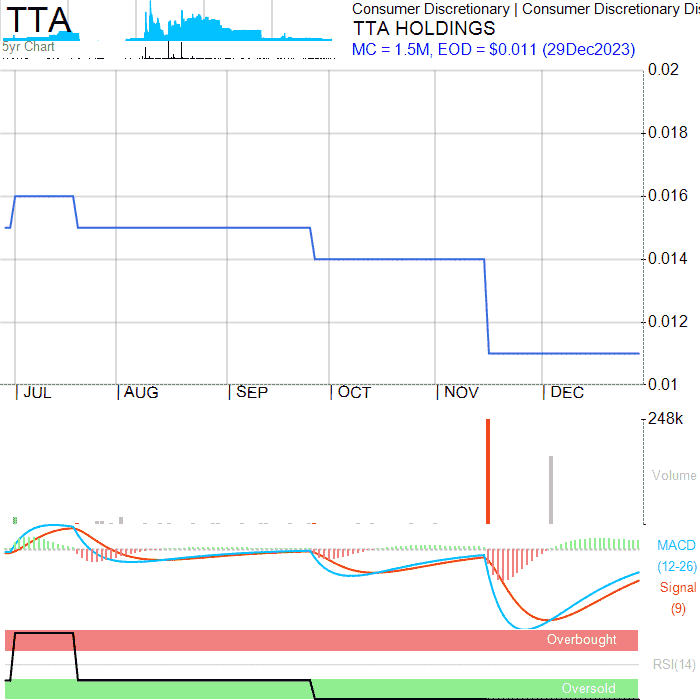 TTA
5yr Chart
Consumer Discretionary | Consumer Discretionary Dis
TTA HOLDINGS
MC = 1.5M, EOD = $0.011 (29Dec2023)
0.02
0.018
0.016
0.014
0.012
0.01
| JUL | AUG | SEP | OCT | NOV | DEC
248k
Volume
MACD
(12-26)
Signal
(9)
Overbought
RSI(14)
Oversold